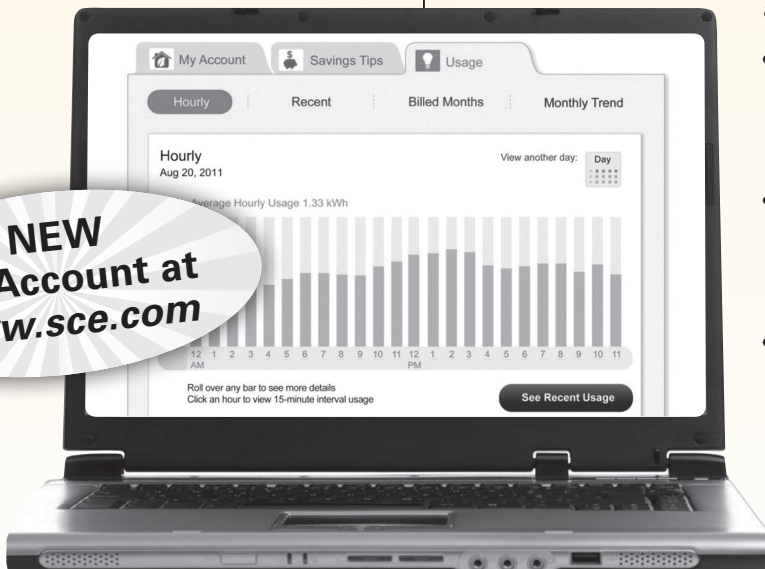 My Account
Savings Tips
Usage
Hourly
Recent
Billed Months
Monthly Trend
Hourly
Aug 20, 2011
View another day:
Day
Average Hourly Usage 1.33 kWh
NEW
Account at
w.sce.com
12 1 2 3 4 5 6 7 8 9 10 11 12 1 2 3 4 5 6 7 8 9 10 11
AM PM
Roll over any bar to see more details
Click an hour to view 15-minute interval usage
See Recent Usage